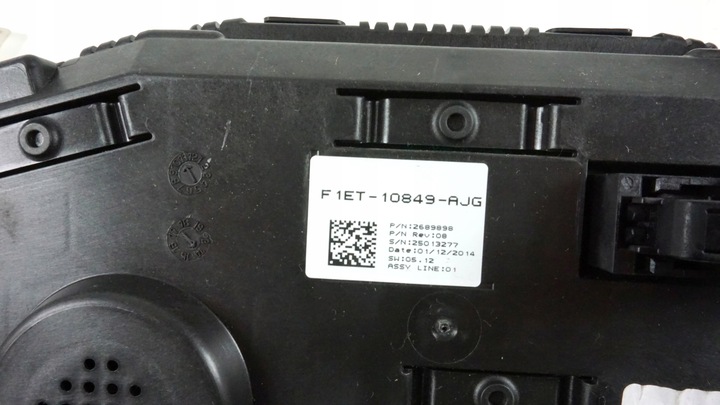 F1ET-10849-AJG
P/N:2689898
P/N Rev:08
S/N:25013277
Date:01/12/2014
SW:05.12
ASSY LINE:01